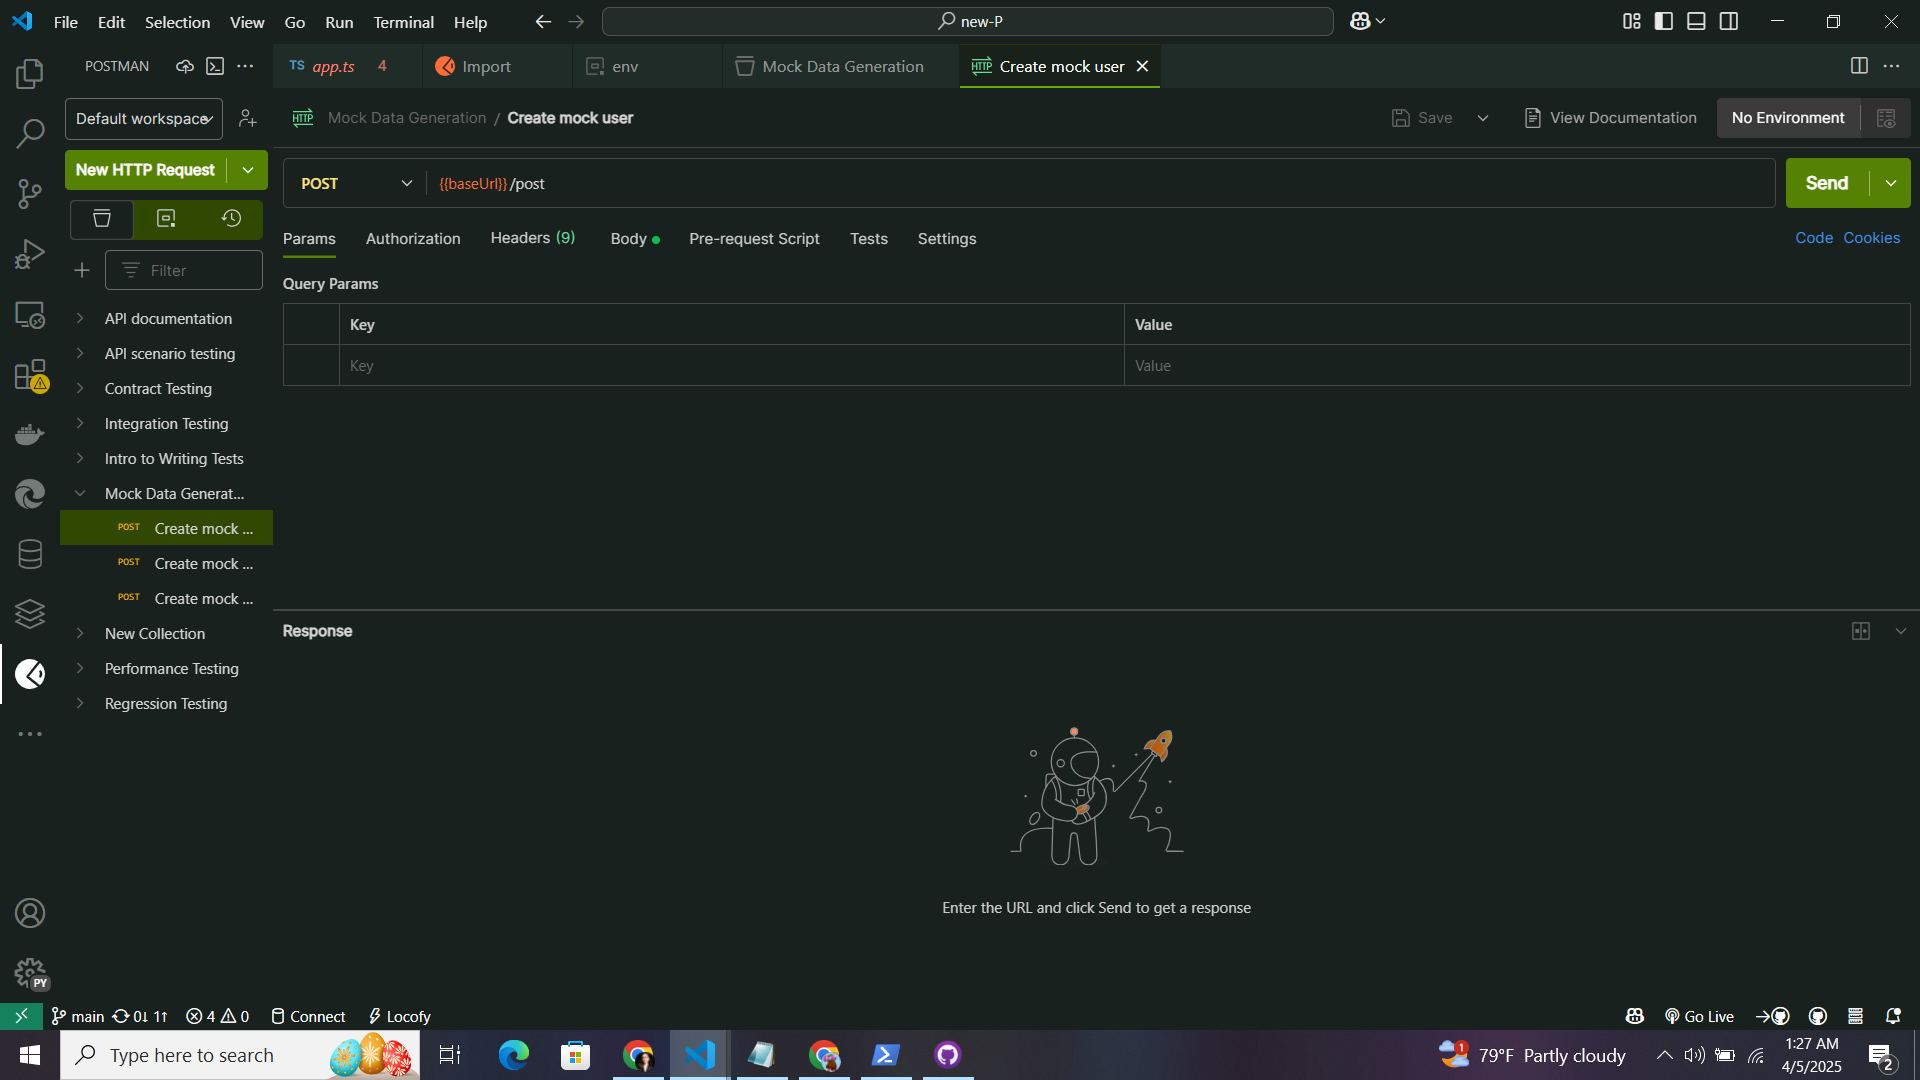 File Edit Selection View Go Run Terminal Help
new-P
POSTMAN
TS app.ts 4
Import
env
Mock Data Generation
HTTP Create mock user
Default workspace
HTTP Mock Data Generation / Create mock user
Save
View Documentation
No Environment
New HTTP Request
POST
{{baseUrl}}/post
Send
Params Authorization Headers (9) Body Pre-request Script Tests Settings
Code Cookies
Filter
Query Params
Key Value
Key Value
API documentation
API scenario testing
Contract Testing
Integration Testing
Intro to Writing Tests
Mock Data Generat...
POST Create mock ...
POST Create mock ...
POST Create mock ...
New Collection
Performance Testing
Regression Testing
Response
Enter the URL and click Send to get a response
PY
main 0↓ 1↑ 4 0 Connect Locofy
Go Live
Type here to search
1
79°F Partly cloudy
1:27 AM
4/5/2025
2